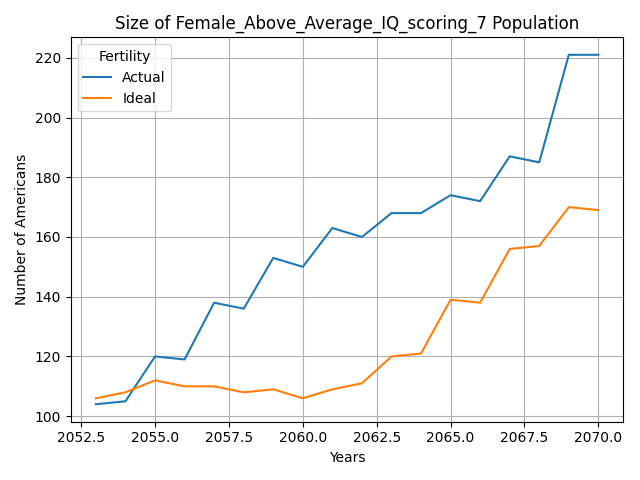 Size of Female_Above_Average_IQ_scoring_7 Population
Fertility
Actual
Ideal
Number of Americans
220
200
180
160
140
120
100
2052.5 2055.0 2057.5 2060.0 2062.5 2065.0 2067.5 2070.0
Years